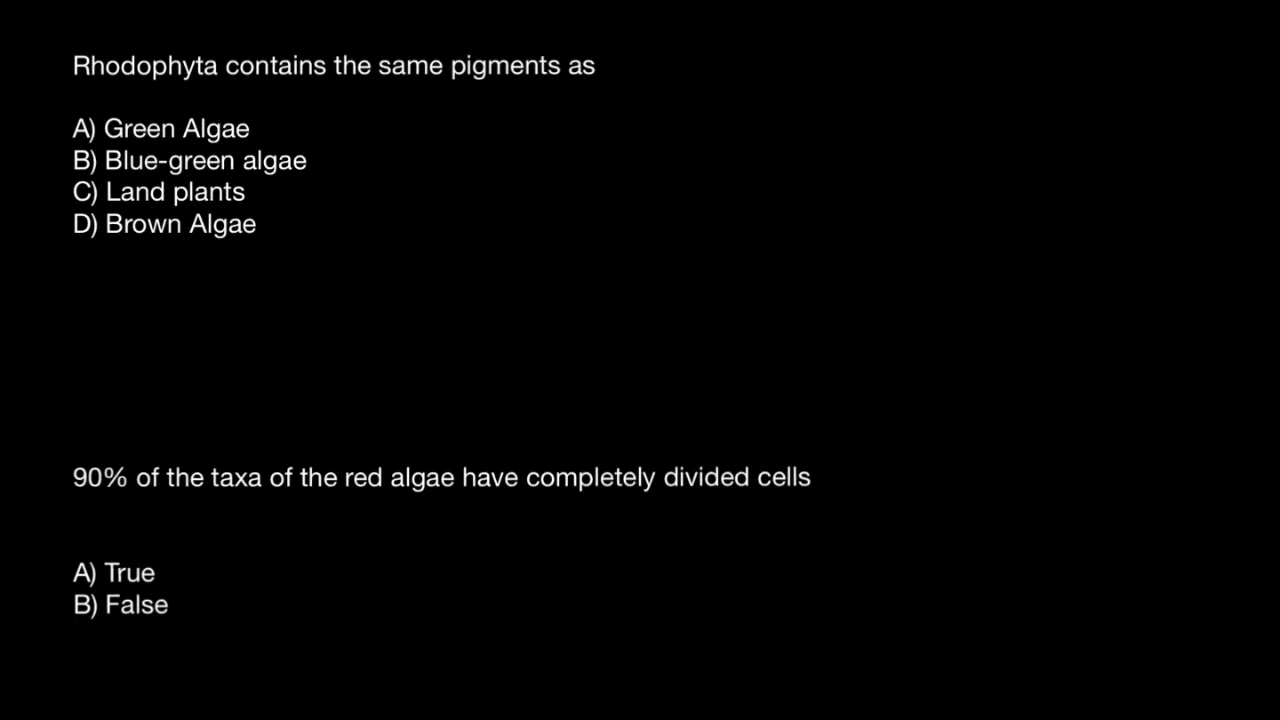 Rhodophyta contains the same pigments as
A) Green Algae
B) Blue-green algae
C) Land plants
D) Brown Algae
90% of the taxa of the red algae have completely divided cells
A) True
B) False